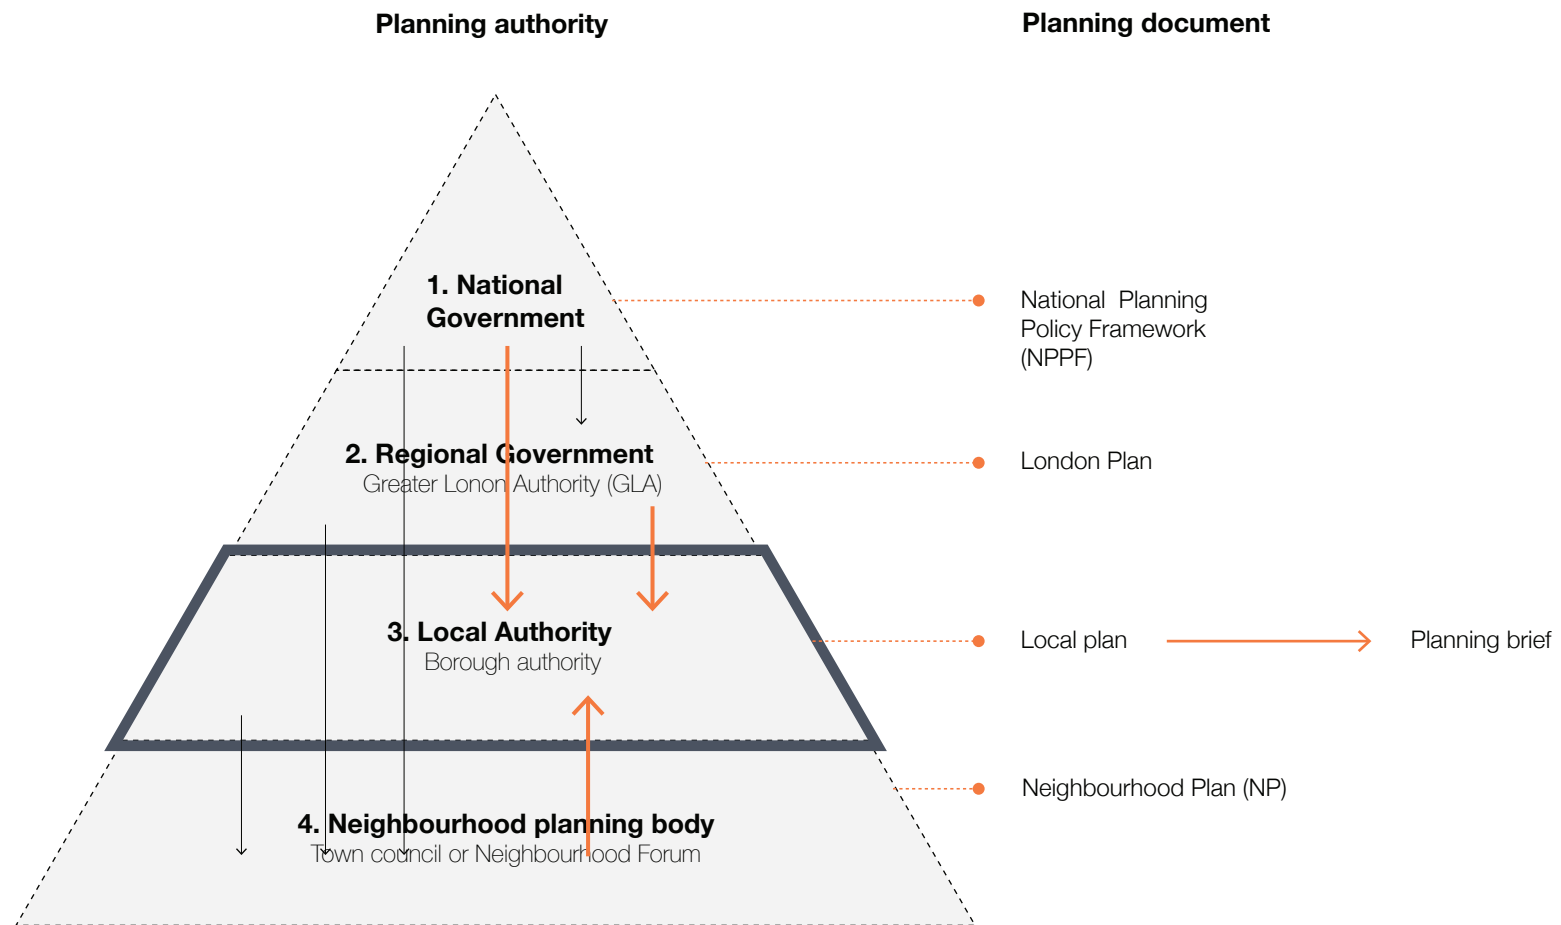 Planning authority
Planning document
1. National
Government
National Planning
Policy Framework
(NPPF)
2. Regional Government
Greater Lonon Authority (GLA)
London Plan
3. Local Authority
Borough authority
Local plan
Planning brief
4. Neighbourhood planning body
Town council or Neighbourhood Forum
Neighbourhood Plan (NP)